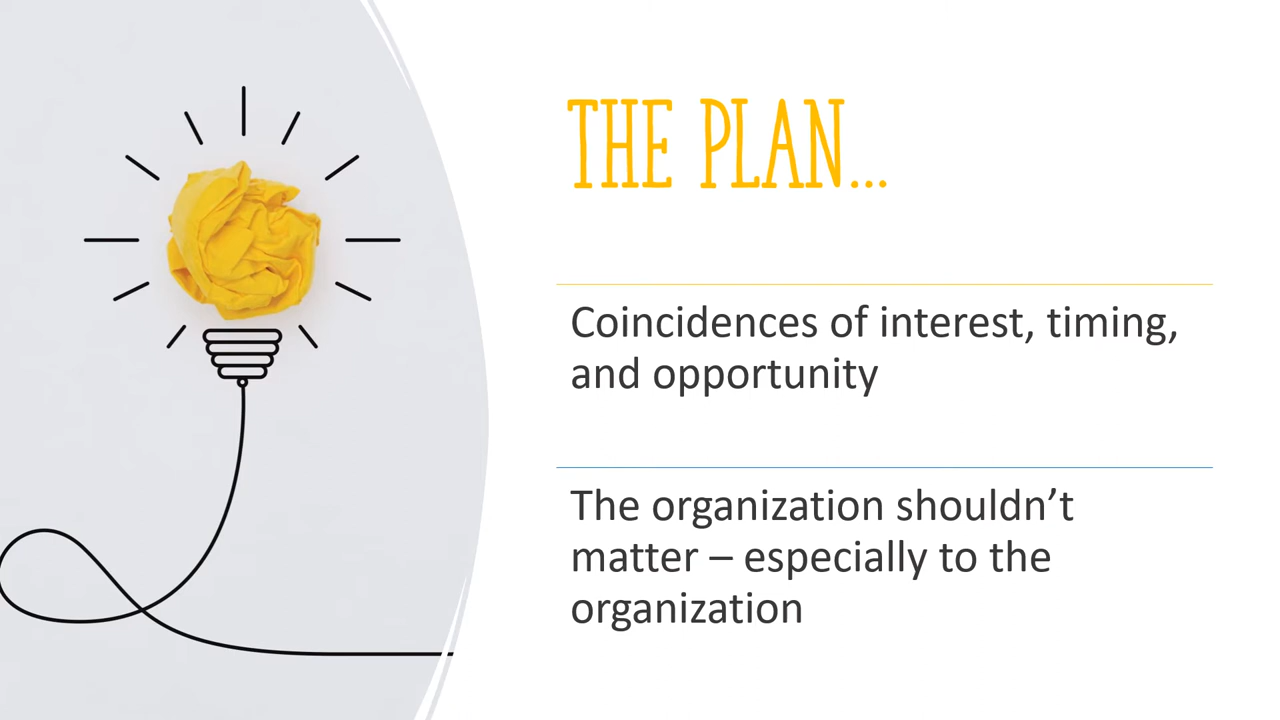 THE PLAN...
Coincidences of interest, timing,
and opportunity
The organization shouldn’t
matter – especially to the
organization